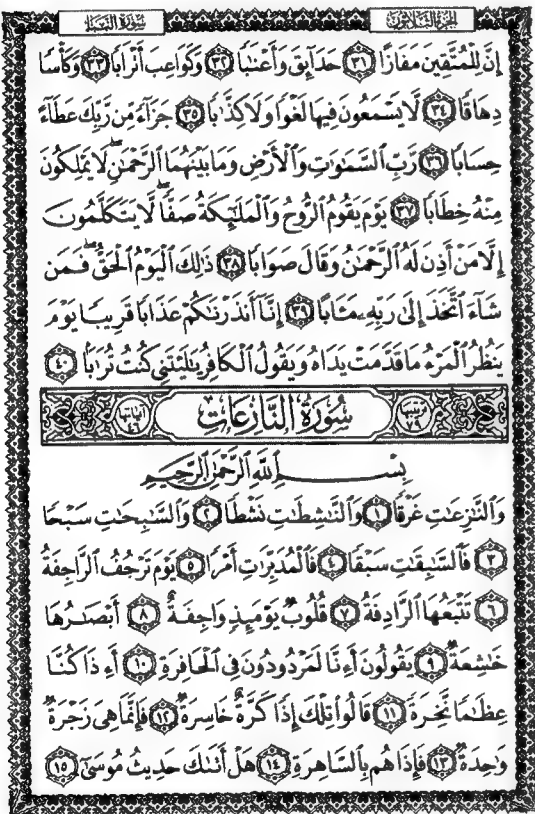 الجزء الثلاثون سورة النبإ
إِنَّ لِلْمُتَّقِينَ مَفَازًا ٣١ حَدَآئِقَ وَأَعْنَٰبًا ٣٢ وَكَوَاعِبَ أَتْرَابًا ٣٣ وَكَأْسًا
دِهَاقًا ٣٤ لَّا يَسْمَعُونَ فِيهَا لَغْوًا وَلَا كِذَّٰبًا ٣٥ جَزَآءً مِّن رَّبِّكَ عَطَآءً
حِسَابًا ٣٦ رَّبِّ ٱلسَّمَٰوَٰتِ وَٱلْأَرْضِ وَمَا بَيْنَهُمَا ٱلرَّحْمَٰنِ ۖ لَا يَمْلِكُونَ
مِنْهُ خِطَابًا ٣٧ يَوْمَ يَقُومُ ٱلرُّوحُ وَٱلْمَلَٰٓئِكَةُ صَفًّا ۖ لَّا يَتَكَلَّمُونَ
إِلَّا مَنْ أَذِنَ لَهُ ٱلرَّحْمَٰنُ وَقَالَ صَوَابًا ٣٨ ذَٰلِكَ ٱلْيَوْمُ ٱلْحَقُّ ۖ فَمَن
شَآءَ ٱتَّخَذَ إِلَىٰ رَبِّهِۦ مَـَٔابًا ٣٩ إِنَّآ أَنذَرْنَٰكُمْ عَذَابًا قَرِيبًا يَوْمَ
يَنظُرُ ٱلْمَرْءُ مَا قَدَّمَتْ يَدَاهُ وَيَقُولُ ٱلْكَافِرُ يَٰلَيْتَنِى كُنتُ تُرَٰبًۢا ٤٠
ترتيبها ٧٩ سُورَةُ النَّازِعَاتِ آياتها ٤٦
بِسْمِ ٱللَّهِ ٱلرَّحْمَٰنِ ٱلرَّحِيمِ
وَٱلنَّٰزِعَٰتِ غَرْقًا ١ وَٱلنَّٰشِطَٰتِ نَشْطًا ٢ وَٱلسَّٰبِحَٰتِ سَبْحًا
٣ فَٱلسَّٰبِقَٰتِ سَبْقًا ٤ فَٱلْمُدَبِّرَٰتِ أَمْرًا ٥ يَوْمَ تَرْجُفُ ٱلرَّاجِفَةُ
٦ تَتْبَعُهَا ٱلرَّادِفَةُ ٧ قُلُوبٌ يَوْمَئِذٍ وَاجِفَةٌ ٨ أَبْصَٰرُهَا
خَٰشِعَةٌ ٩ يَقُولُونَ أَءِنَّا لَمَرْدُودُونَ فِى ٱلْحَافِرَةِ ١٠ أَءِذَا كُنَّا
عِظَٰمًا نَّخِرَةً ١١ قَالُوا۟ تِلْكَ إِذًا كَرَّةٌ خَاسِرَةٌ ١٢ فَإِنَّمَا هِىَ زَجْرَةٌ
وَٰحِدَةٌ ١٣ فَإِذَا هُم بِٱلسَّاهِرَةِ ١٤ هَلْ أَتَىٰكَ حَدِيثُ مُوسَىٰٓ ١٥